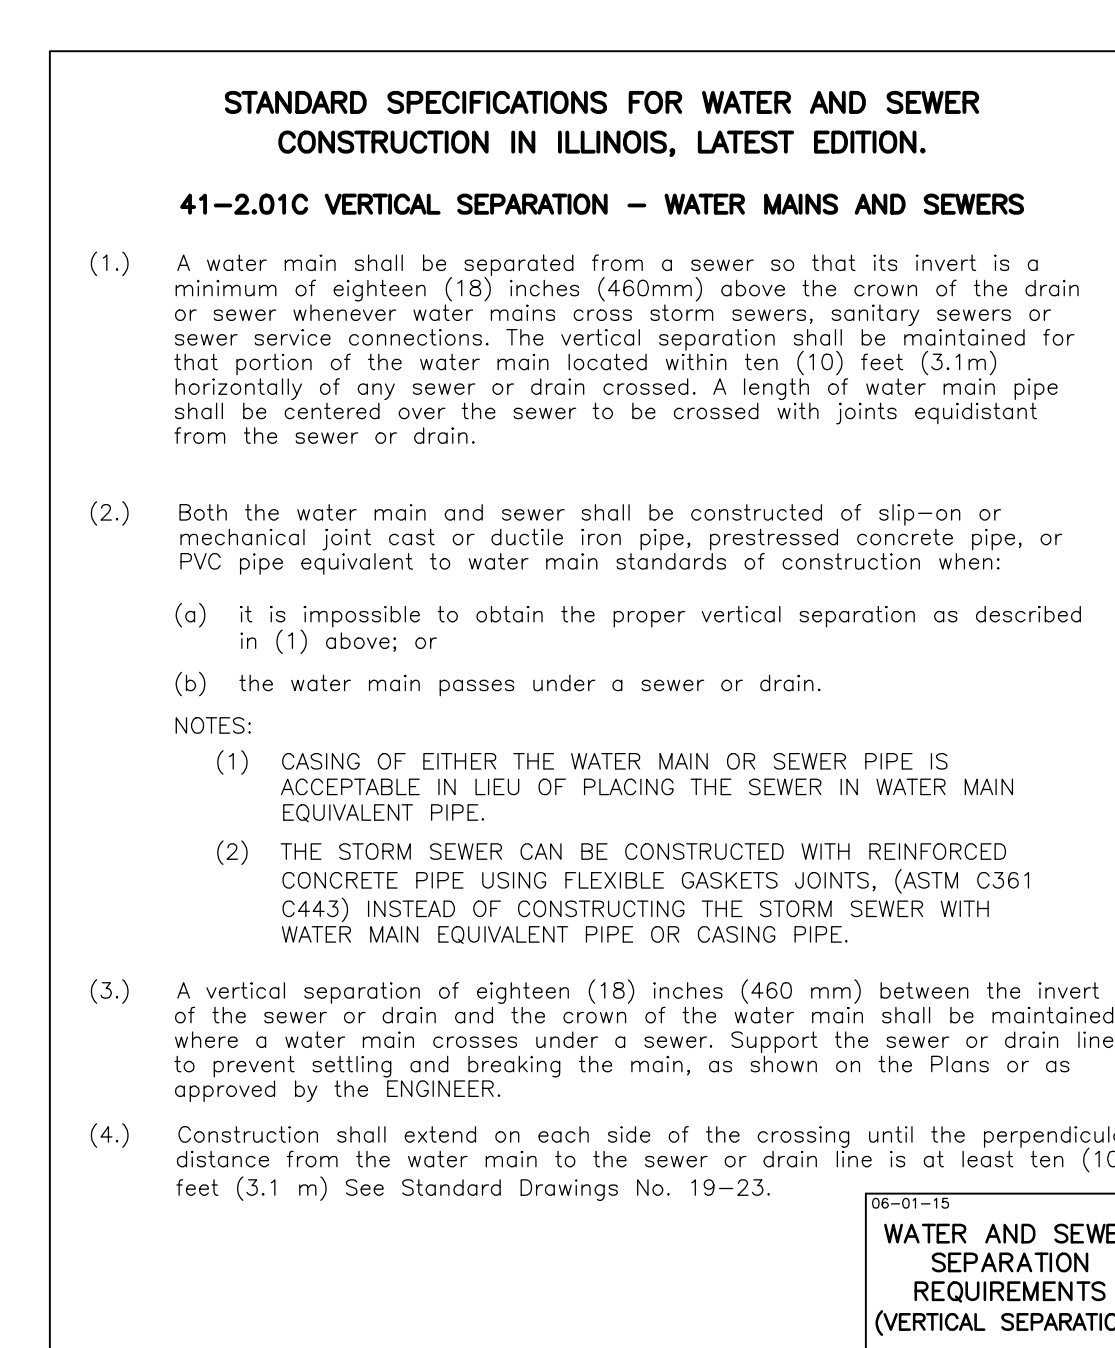 STANDARD SPECIFICATIONS FOR WATER AND SEWER
CONSTRUCTION IN ILLINOIS, LATEST EDITION.
41-2.01C VERTICAL SEPARATION – WATER MAINS AND SEWERS
(1.) A water main shall be separated from a sewer so that its invert is a
minimum of eighteen (18) inches (460mm) above the crown of the drain
or sewer whenever water mains cross storm sewers, sanitary sewers or
sewer service connections. The vertical separation shall be maintained for
that portion of the water main located within ten (10) feet (3.1m)
horizontally of any sewer or drain crossed. A length of water main pipe
shall be centered over the sewer to be crossed with joints equidistant
from the sewer or drain.
(2.) Both the water main and sewer shall be constructed of slip-on or
mechanical joint cast or ductile iron pipe, prestressed concrete pipe, or
PVC pipe equivalent to water main standards of construction when:
(a) it is impossible to obtain the proper vertical separation as described
in (1) above; or
(b) the water main passes under a sewer or drain.
NOTES:
(1) CASING OF EITHER THE WATER MAIN OR SEWER PIPE IS
ACCEPTABLE IN LIEU OF PLACING THE SEWER IN WATER MAIN
EQUIVALENT PIPE.
(2) THE STORM SEWER CAN BE CONSTRUCTED WITH REINFORCED
CONCRETE PIPE USING FLEXIBLE GASKETS JOINTS, (ASTM C361
C443) INSTEAD OF CONSTRUCTING THE STORM SEWER WITH
WATER MAIN EQUIVALENT PIPE OR CASING PIPE.
(3.) A vertical separation of eighteen (18) inches (460 mm) between the invert
of the sewer or drain and the crown of the water main shall be maintained
where a water main crosses under a sewer. Support the sewer or drain line
to prevent settling and breaking the main, as shown on the Plans or as
approved by the ENGINEER.
(4.) Construction shall extend on each side of the crossing until the
distance from the water main to the sewer or drain line is at least ten (10
feet (3.1 m) See Standard Drawings No. 19-23.
06-01-15
WATER AND
SEPARATION
REQUIREMENTS
(VERTICAL